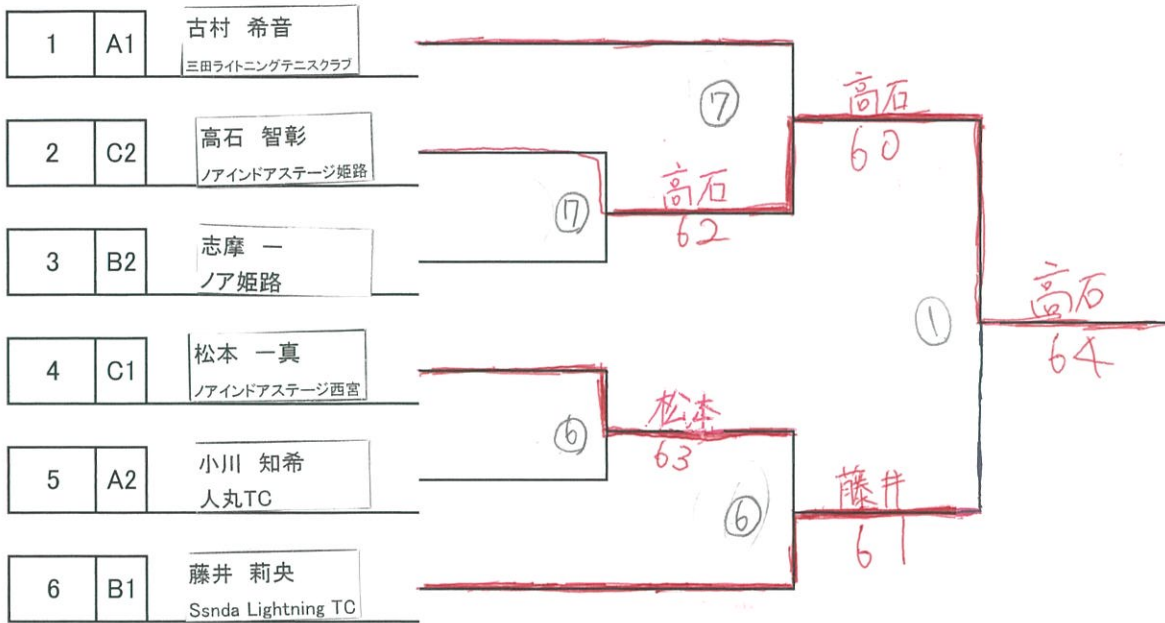 1 A1 古村 希音
三田ライトニングテニスクラブ
⑦
高石
60
2 C2 高石 智彰
ノアインドアステージ姫路
⑦
高石
62
3 B2 志摩 一
ノア姫路
①
高石
64
4 C1 松本 一真
ノアインドアステージ西宮
⑥
松本
63
5 A2 小川 知希
人丸TC
⑥
藤井
61
6 B1 藤井 莉央
Ssnda Lightning TC